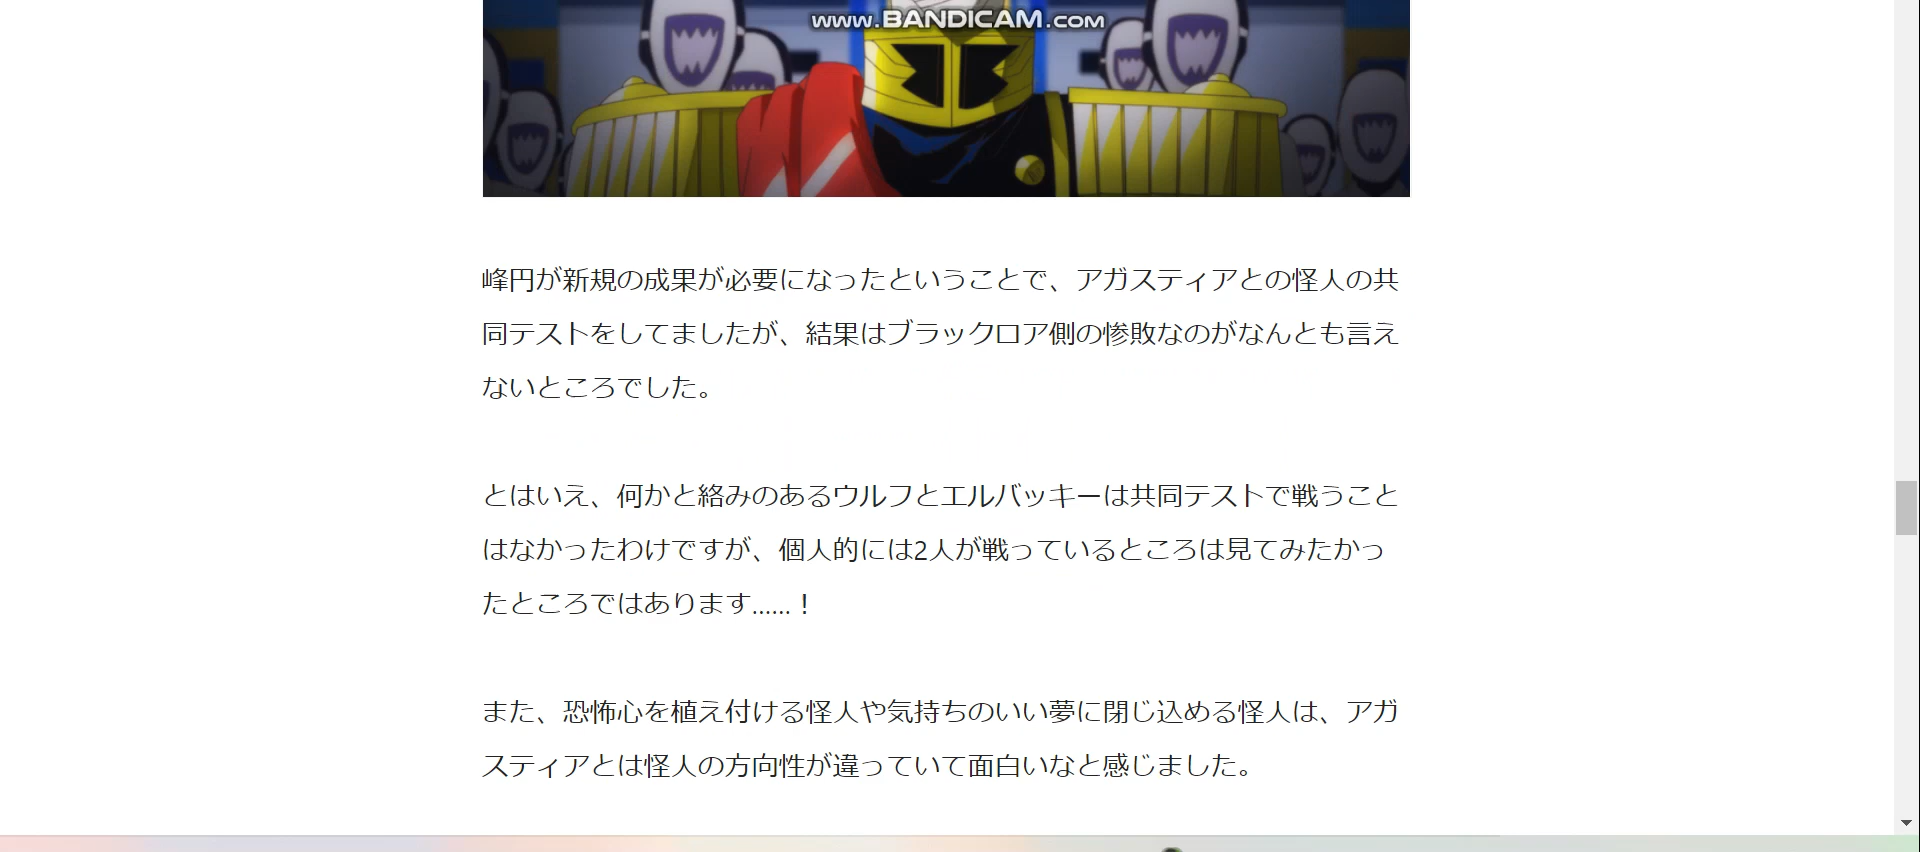 www.BANDICAM.com
峰円が新規の成果が必要になったということで、アガスティアとの怪人の共
同テストをしてましたが、結果はブラックロア側の惨敗なのがなんとも言え
ないところでした。
とはいえ、何かと絡みのあるウルフとエルバッキーは共同テストで戦うこと
はなかったわけですが、個人的には2人が戦っているところは見てみたかっ
たところではあります……！
また、恐怖心を植え付ける怪人や気持ちのいい夢に閉じ込める怪人は、アガ
スティアとは怪人の方向性が違っていて面白いなと感じました。